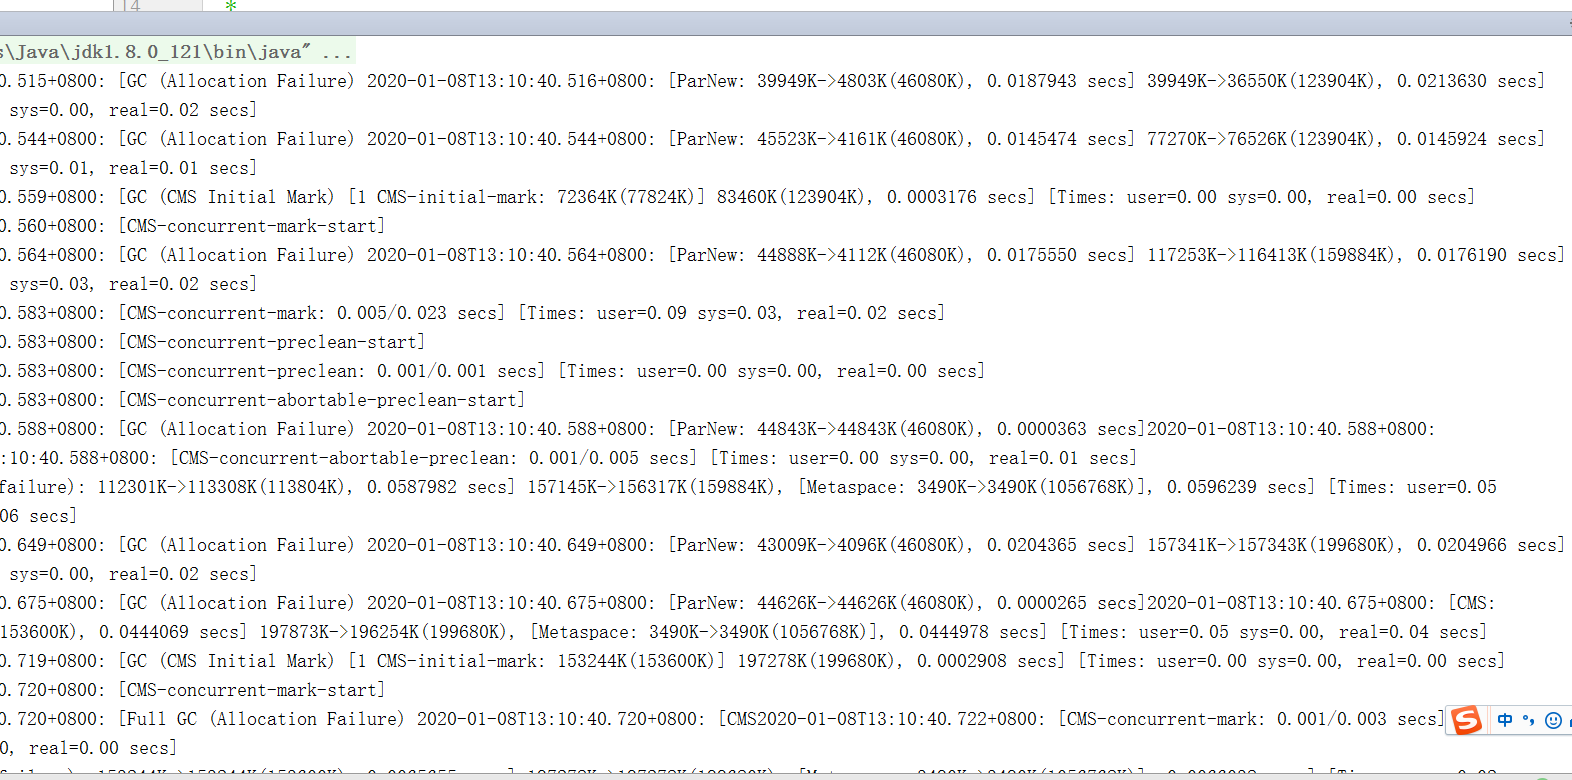 14 *
s\Java\jdk1.8.0_121\bin\java" ...
0.515+0800: [GC (Allocation Failure) 2020-01-08T13:10:40.516+0800: [ParNew: 39949K->4803K(46080K), 0.0187943 secs] 39949K->36550K(123904K), 0.0213630 secs]
sys=0.00, real=0.02 secs]
0.544+0800: [GC (Allocation Failure) 2020-01-08T13:10:40.544+0800: [ParNew: 45523K->4161K(46080K), 0.0145474 secs] 77270K->76526K(123904K), 0.0145924 secs]
sys=0.01, real=0.01 secs]
0.559+0800: [GC (CMS Initial Mark) [1 CMS-initial-mark: 72364K(77824K)] 83460K(123904K), 0.0003176 secs] [Times: user=0.00 sys=0.00, real=0.00 secs]
0.560+0800: [CMS-concurrent-mark-start]
0.564+0800: [GC (Allocation Failure) 2020-01-08T13:10:40.564+0800: [ParNew: 44888K->4112K(46080K), 0.0175550 secs] 117253K->116413K(159884K), 0.0176190 secs]
sys=0.03, real=0.02 secs]
0.583+0800: [CMS-concurrent-mark: 0.005/0.023 secs] [Times: user=0.09 sys=0.03, real=0.02 secs]
0.583+0800: [CMS-concurrent-preclean-start]
0.583+0800: [CMS-concurrent-preclean: 0.001/0.001 secs] [Times: user=0.00 sys=0.00, real=0.00 secs]
0.583+0800: [CMS-concurrent-abortable-preclean-start]
0.588+0800: [GC (Allocation Failure) 2020-01-08T13:10:40.588+0800: [ParNew: 44843K->44843K(46080K), 0.0000363 secs]2020-01-08T13:10:40.588+0800:
:10:40.588+0800: [CMS-concurrent-abortable-preclean: 0.001/0.005 secs] [Times: user=0.00 sys=0.00, real=0.01 secs]
failure): 112301K->113308K(113804K), 0.0587982 secs] 157145K->156317K(159884K), [Metaspace: 3490K->3490K(1056768K)], 0.0596239 secs] [Times: user=0.05
06 secs]
0.649+0800: [GC (Allocation Failure) 2020-01-08T13:10:40.649+0800: [ParNew: 43009K->4096K(46080K), 0.0204365 secs] 157341K->157343K(199680K), 0.0204966 secs]
sys=0.00, real=0.02 secs]
0.675+0800: [GC (Allocation Failure) 2020-01-08T13:10:40.675+0800: [ParNew: 44626K->44626K(46080K), 0.0000265 secs]2020-01-08T13:10:40.675+0800: [CMS:
153600K), 0.0444069 secs] 197873K->196254K(199680K), [Metaspace: 3490K->3490K(1056768K)], 0.0444978 secs] [Times: user=0.05 sys=0.00, real=0.04 secs]
0.719+0800: [GC (CMS Initial Mark) [1 CMS-initial-mark: 153244K(153600K)] 197278K(199680K), 0.0002908 secs] [Times: user=0.00 sys=0.00, real=0.00 secs]
0.720+0800: [CMS-concurrent-mark-start]
0.720+0800: [Full GC (Allocation Failure) 2020-01-08T13:10:40.720+0800: [CMS2020-01-08T13:10:40.722+0800: [CMS-concurrent-mark: 0.001/0.003 secs]
0, real=0.00 secs]
中